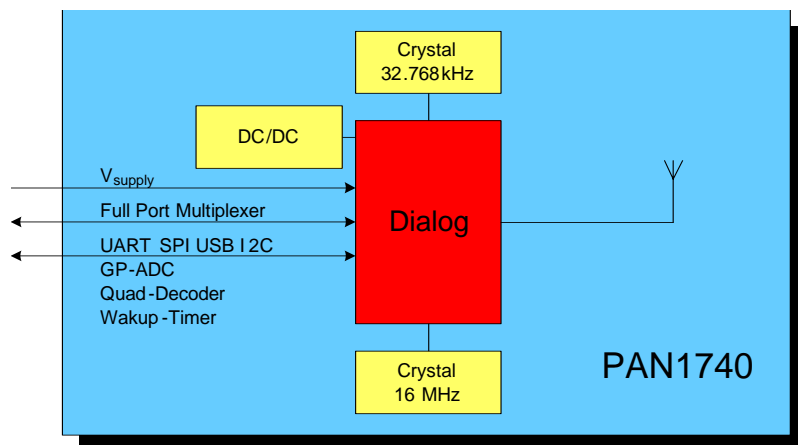 Crystal
32.768kHz
DC/DC
Vsupply
Full Port Multiplexer
Dialog
UART SPI USB I 2C
GP-ADC
Quad-Decoder
Wakup-Timer
Crystal
16 MHz
PAN1740